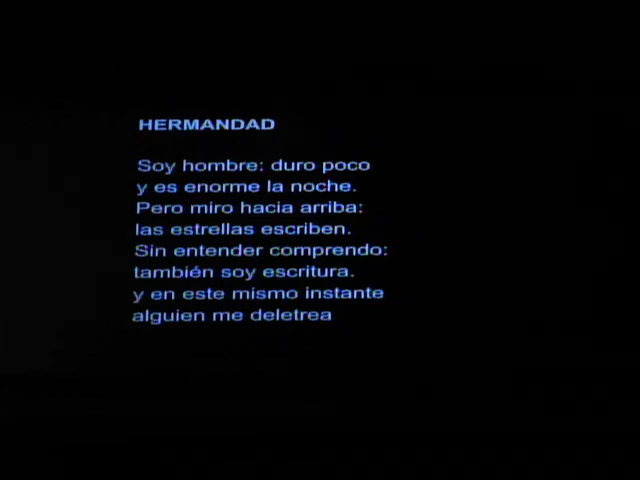 HERMANDAD
Soy hombre: duro poco
y es enorme la noche.
Pero miro hacia arriba:
las estrellas escriben.
Sin entender comprendo:
también soy escritura.
y en este mismo instante
alguien me deletrea